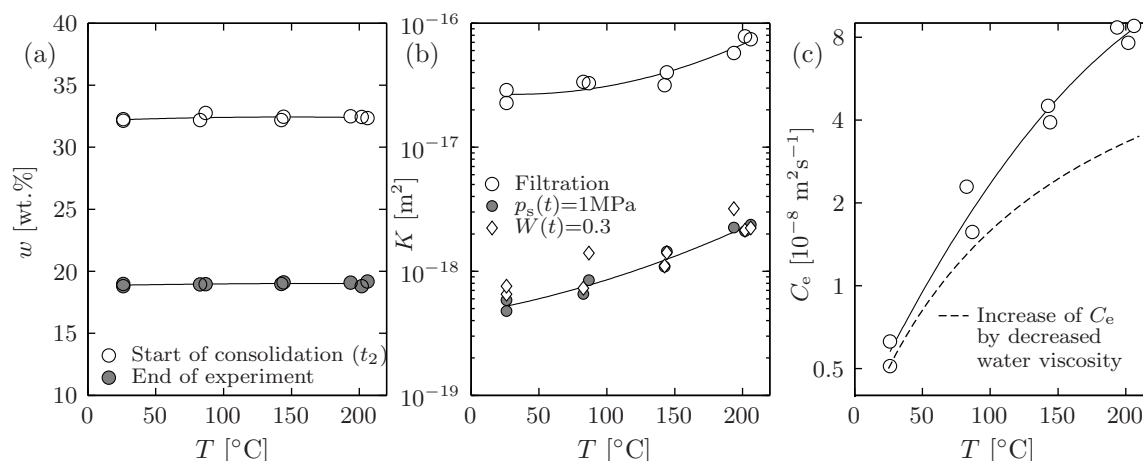 (a)
40
35
30
25
20
15
10
w [wt.%]
Start of consolidation (t₂)
End of experiment
0 50 100 150 200
T [°C]
(b)
10⁻¹⁶
10⁻¹⁷
10⁻¹⁸
10⁻¹⁹
K [m²]
Filtration
pₛ(t)=1MPa
W(t)=0.3
0 50 100 150 200
T [°C]
(c)
8
4
2
1
0.5
Cₑ [10⁻⁸ m²s⁻¹]
Increase of Cₑ
by decreased
water viscosity
0 50 100 150 200
T [°C]